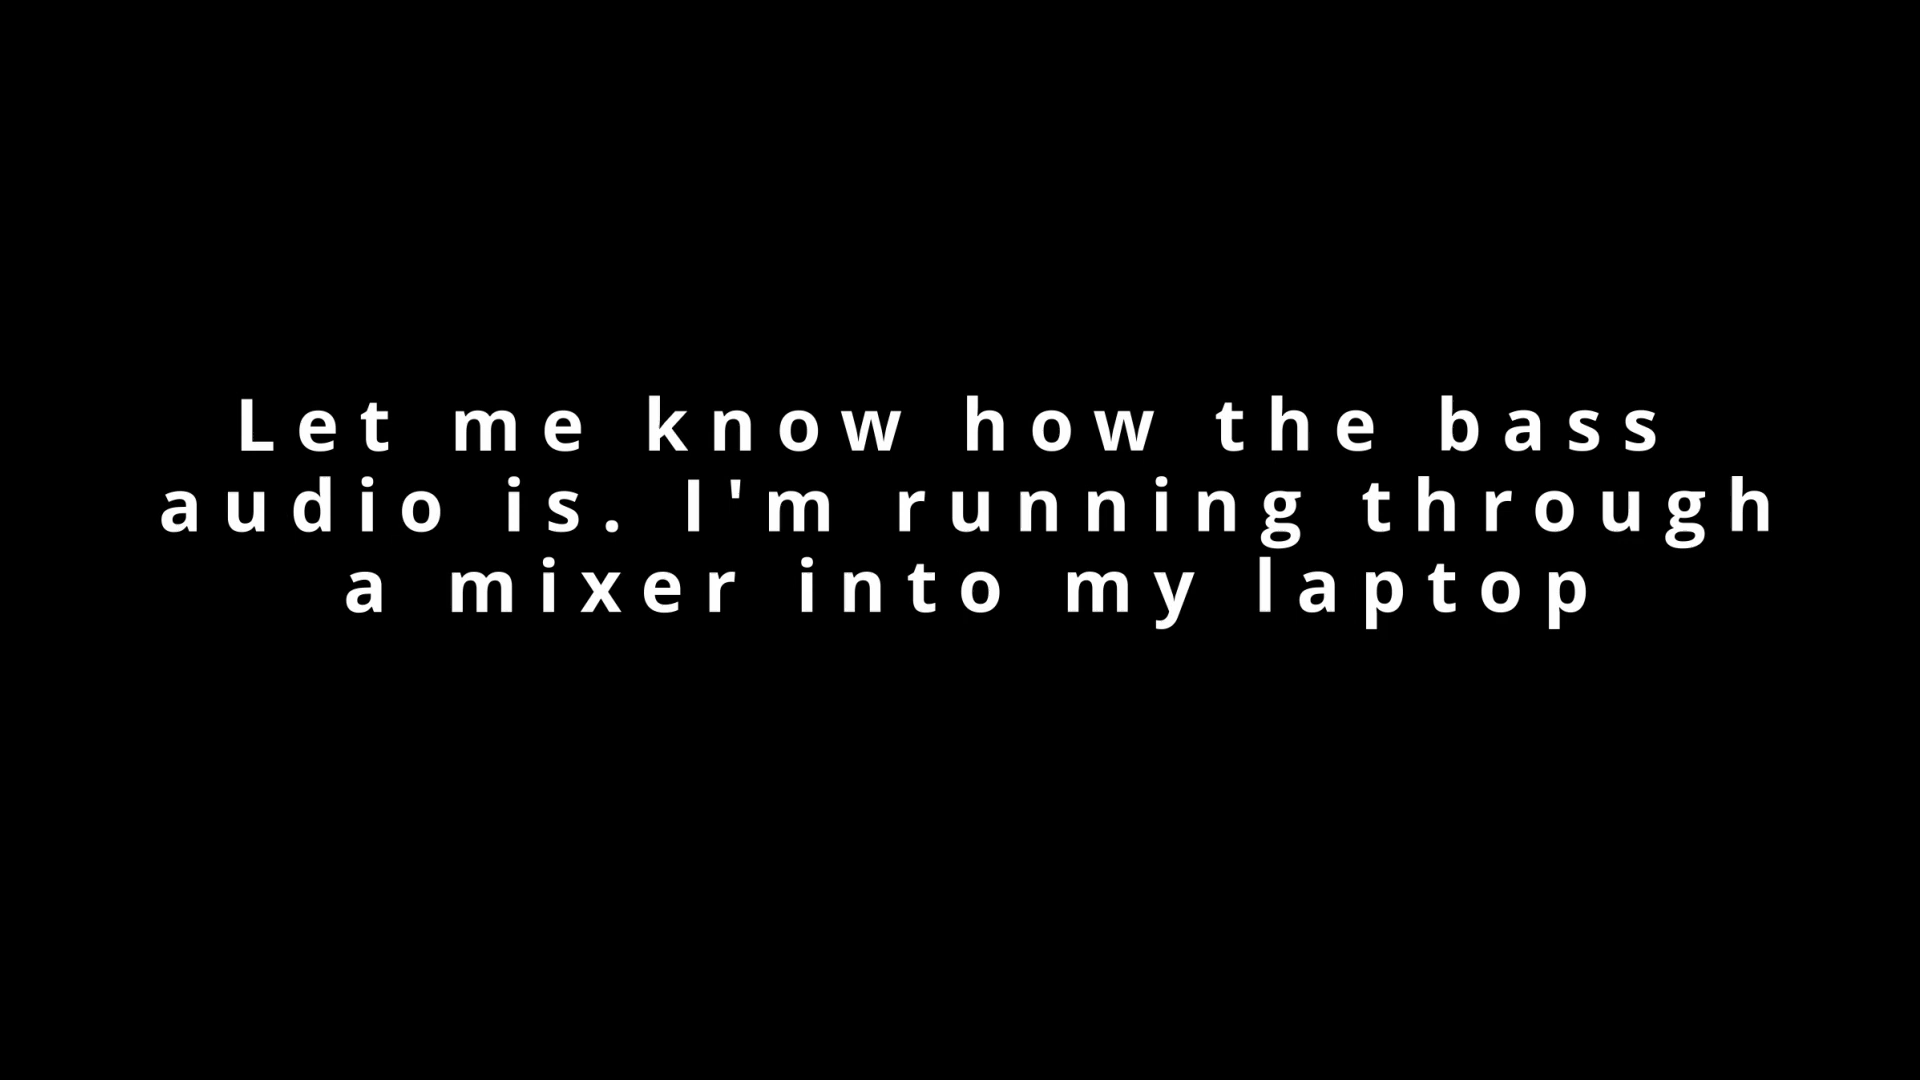 Let me know how the bass
audio is. I'm running through
a mixer into my laptop